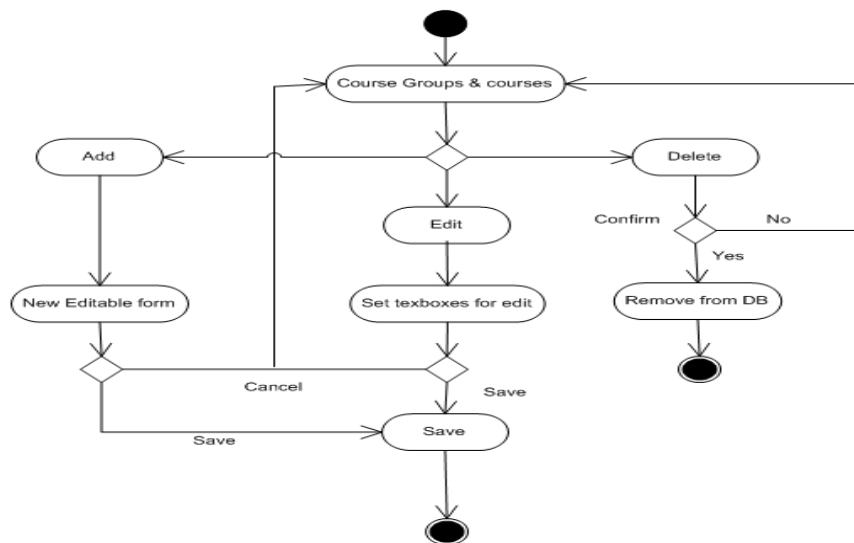 Course Groups & courses
Add
Delete
Edit
Confirm
No
Yes
New Editable form
Set texboxes for edit
Remove from DB
Cancel
Save
Save
Save